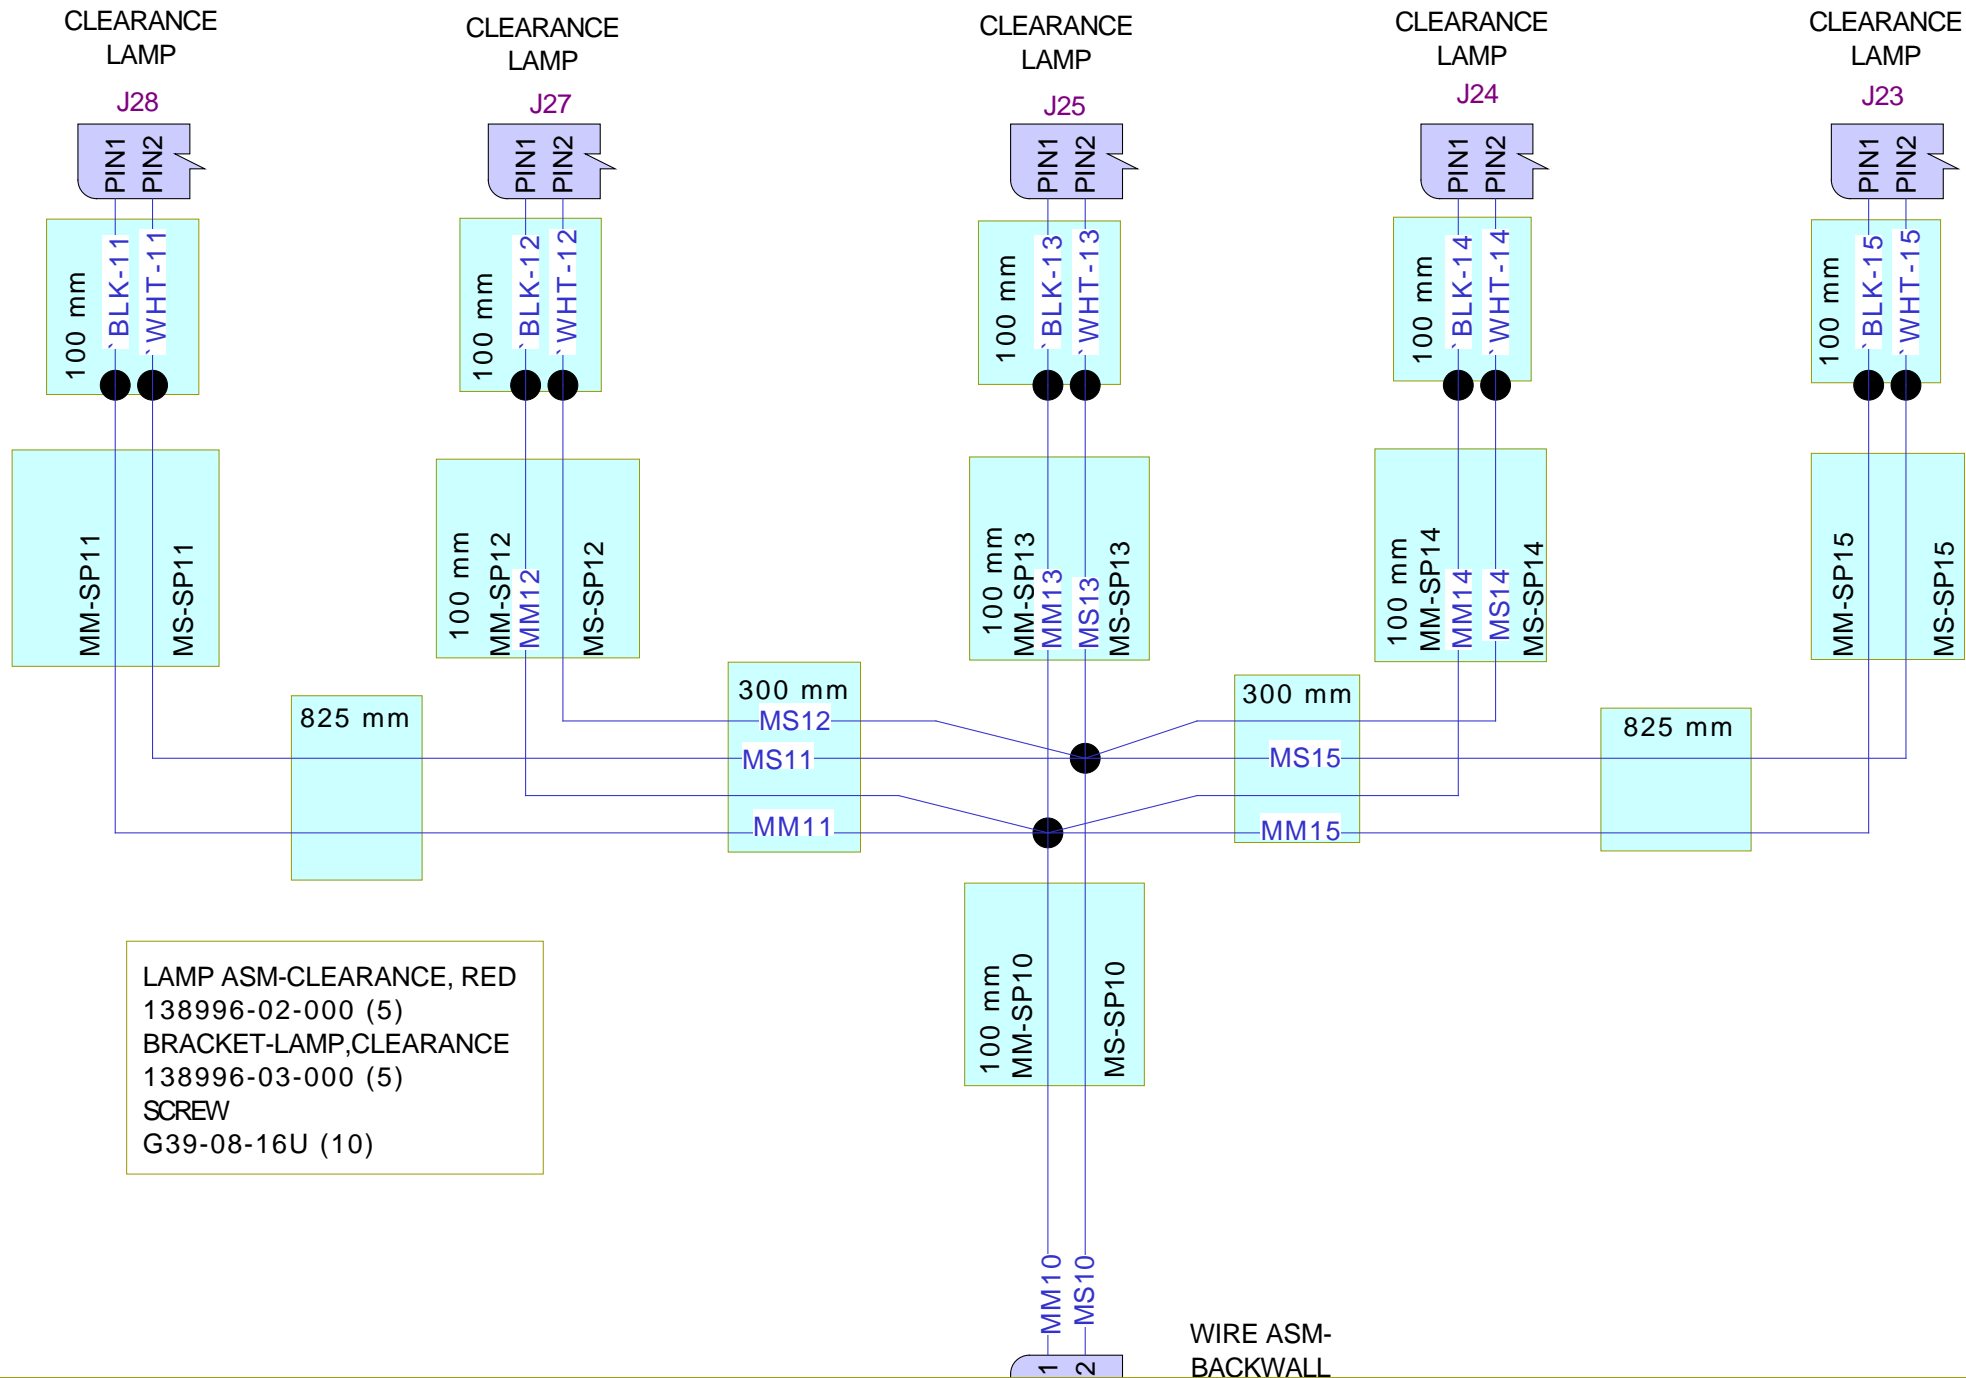 CLEARANCE
LAMP
J28
PIN1
PIN2
100 mm
`BLK-11
`WHT-11
MM-SP11
MS-SP11
CLEARANCE
LAMP
J27
PIN1
PIN2
100 mm
`BLK-12
`WHT-12
100 mm
MM-SP12
MM12
MS-SP12
CLEARANCE
LAMP
J25
PIN1
PIN2
100 mm
`BLK-13
`WHT-13
100 mm
MM-SP13
MM13
MS13
MS-SP13
CLEARANCE
LAMP
J24
PIN1
PIN2
100 mm
`BLK-14
`WHT-14
100 mm
MM-SP14
MM14
MS14
MS-SP14
CLEARANCE
LAMP
J23
PIN1
PIN2
100 mm
`BLK-15
`WHT-15
MM-SP15
MS-SP15
825 mm
300 mm
MS12
MS11
MM11
300 mm
MS15
MM15
825 mm
100 mm
MM-SP10
MS-SP10
LAMP ASM-CLEARANCE, RED
138996-02-000 (5)
BRACKET-LAMP,CLEARANCE
138996-03-000 (5)
SCREW
G39-08-16U (10)
MM10
MS10
1
2
WIRE ASM-
BACKWALL